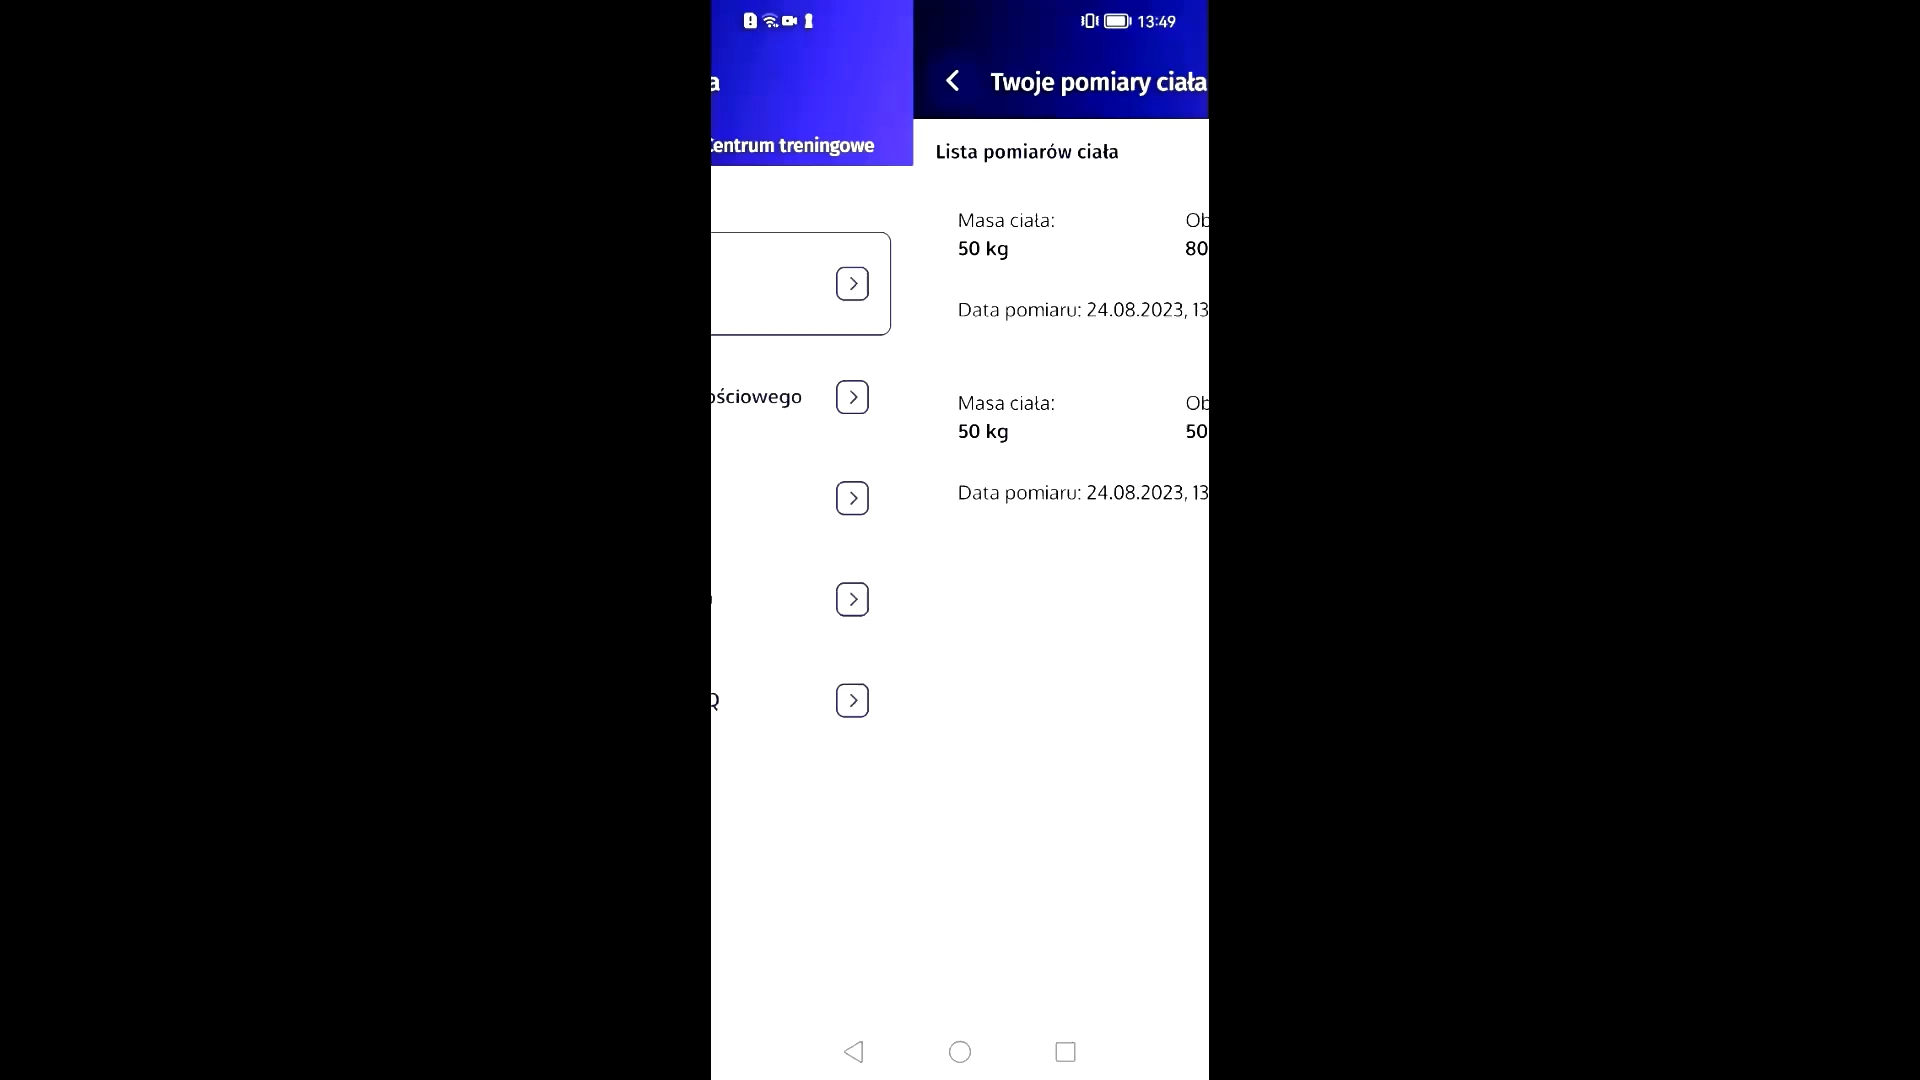 13:49
Twoje pomiary ciała
Centrum treningowe
Lista pomiarów ciała
Masa ciała:
50 kg
80
Data pomiaru: 24.08.2023, 13
Masa ciała:
50 kg
50
Data pomiaru: 24.08.2023, 13